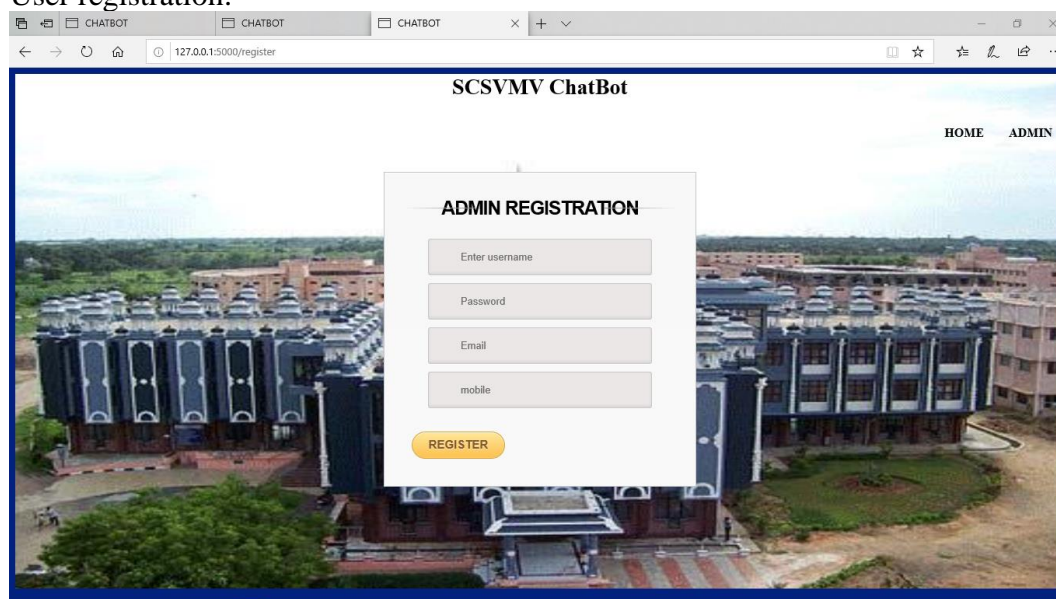 User registration:
CHATBOT CHATBOT CHATBOT
127.0.0.1:5000/register
SCSVMV ChatBot
HOME ADMIN
ADMIN REGISTRATION
Enter username
Password
Email
mobile
REGISTER